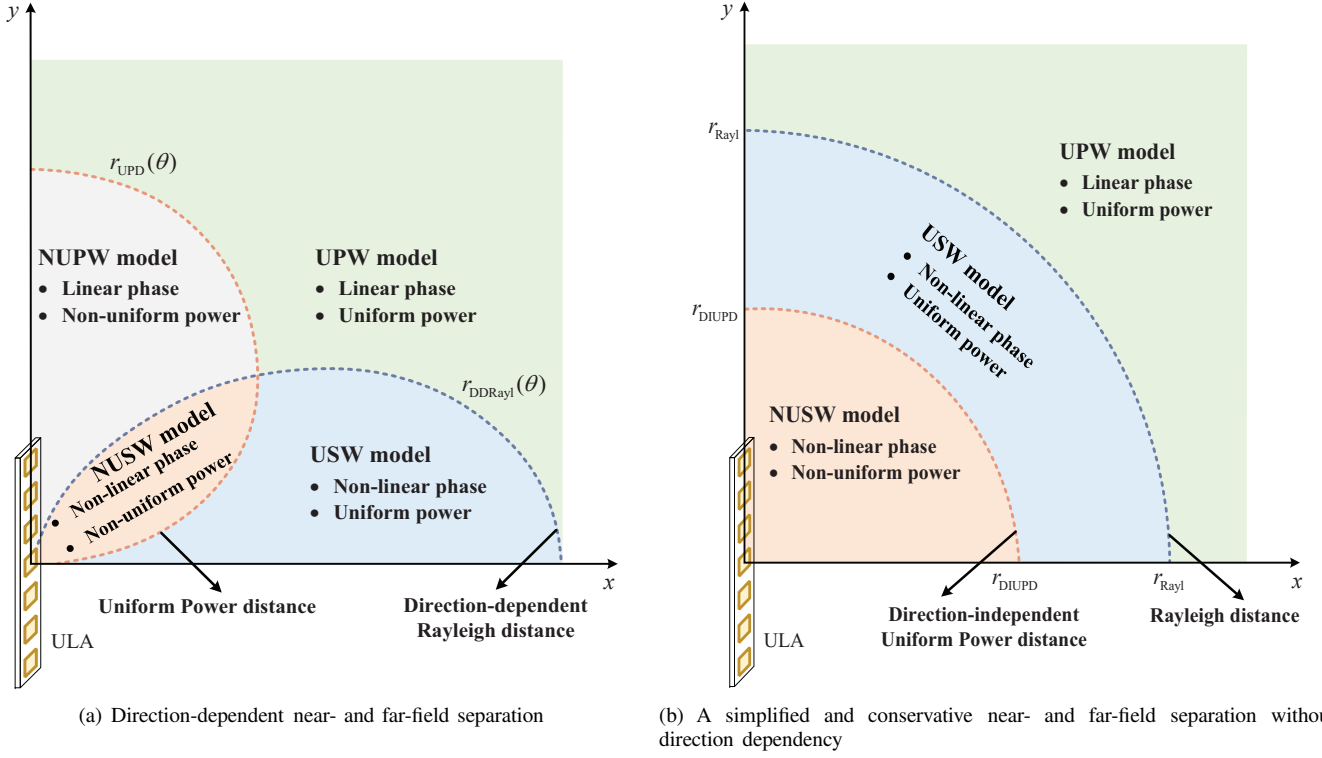 y
r_UPD(θ)
NUPW model
• Linear phase
• Non-uniform power
UPW model
• Linear phase
• Uniform power
r_DDRayl(θ)
NUSW model
• Non-linear phase
• Non-uniform power
USW model
• Non-linear phase
• Uniform power
x
Uniform Power distance
Direction-dependent
Rayleigh distance
ULA
(a) Direction-dependent near- and far-field separation
y
r_Rayl
UPW model
• Linear phase
• Uniform power
USW model
• Non-linear phase
• Uniform power
r_DIUPD
NUSW model
• Non-linear phase
• Non-uniform power
r_DIUPD
r_Rayl
x
Direction-independent
Uniform Power distance
Rayleigh distance
ULA
(b) A simplified and conservative near- and far-field separation withou
direction dependency